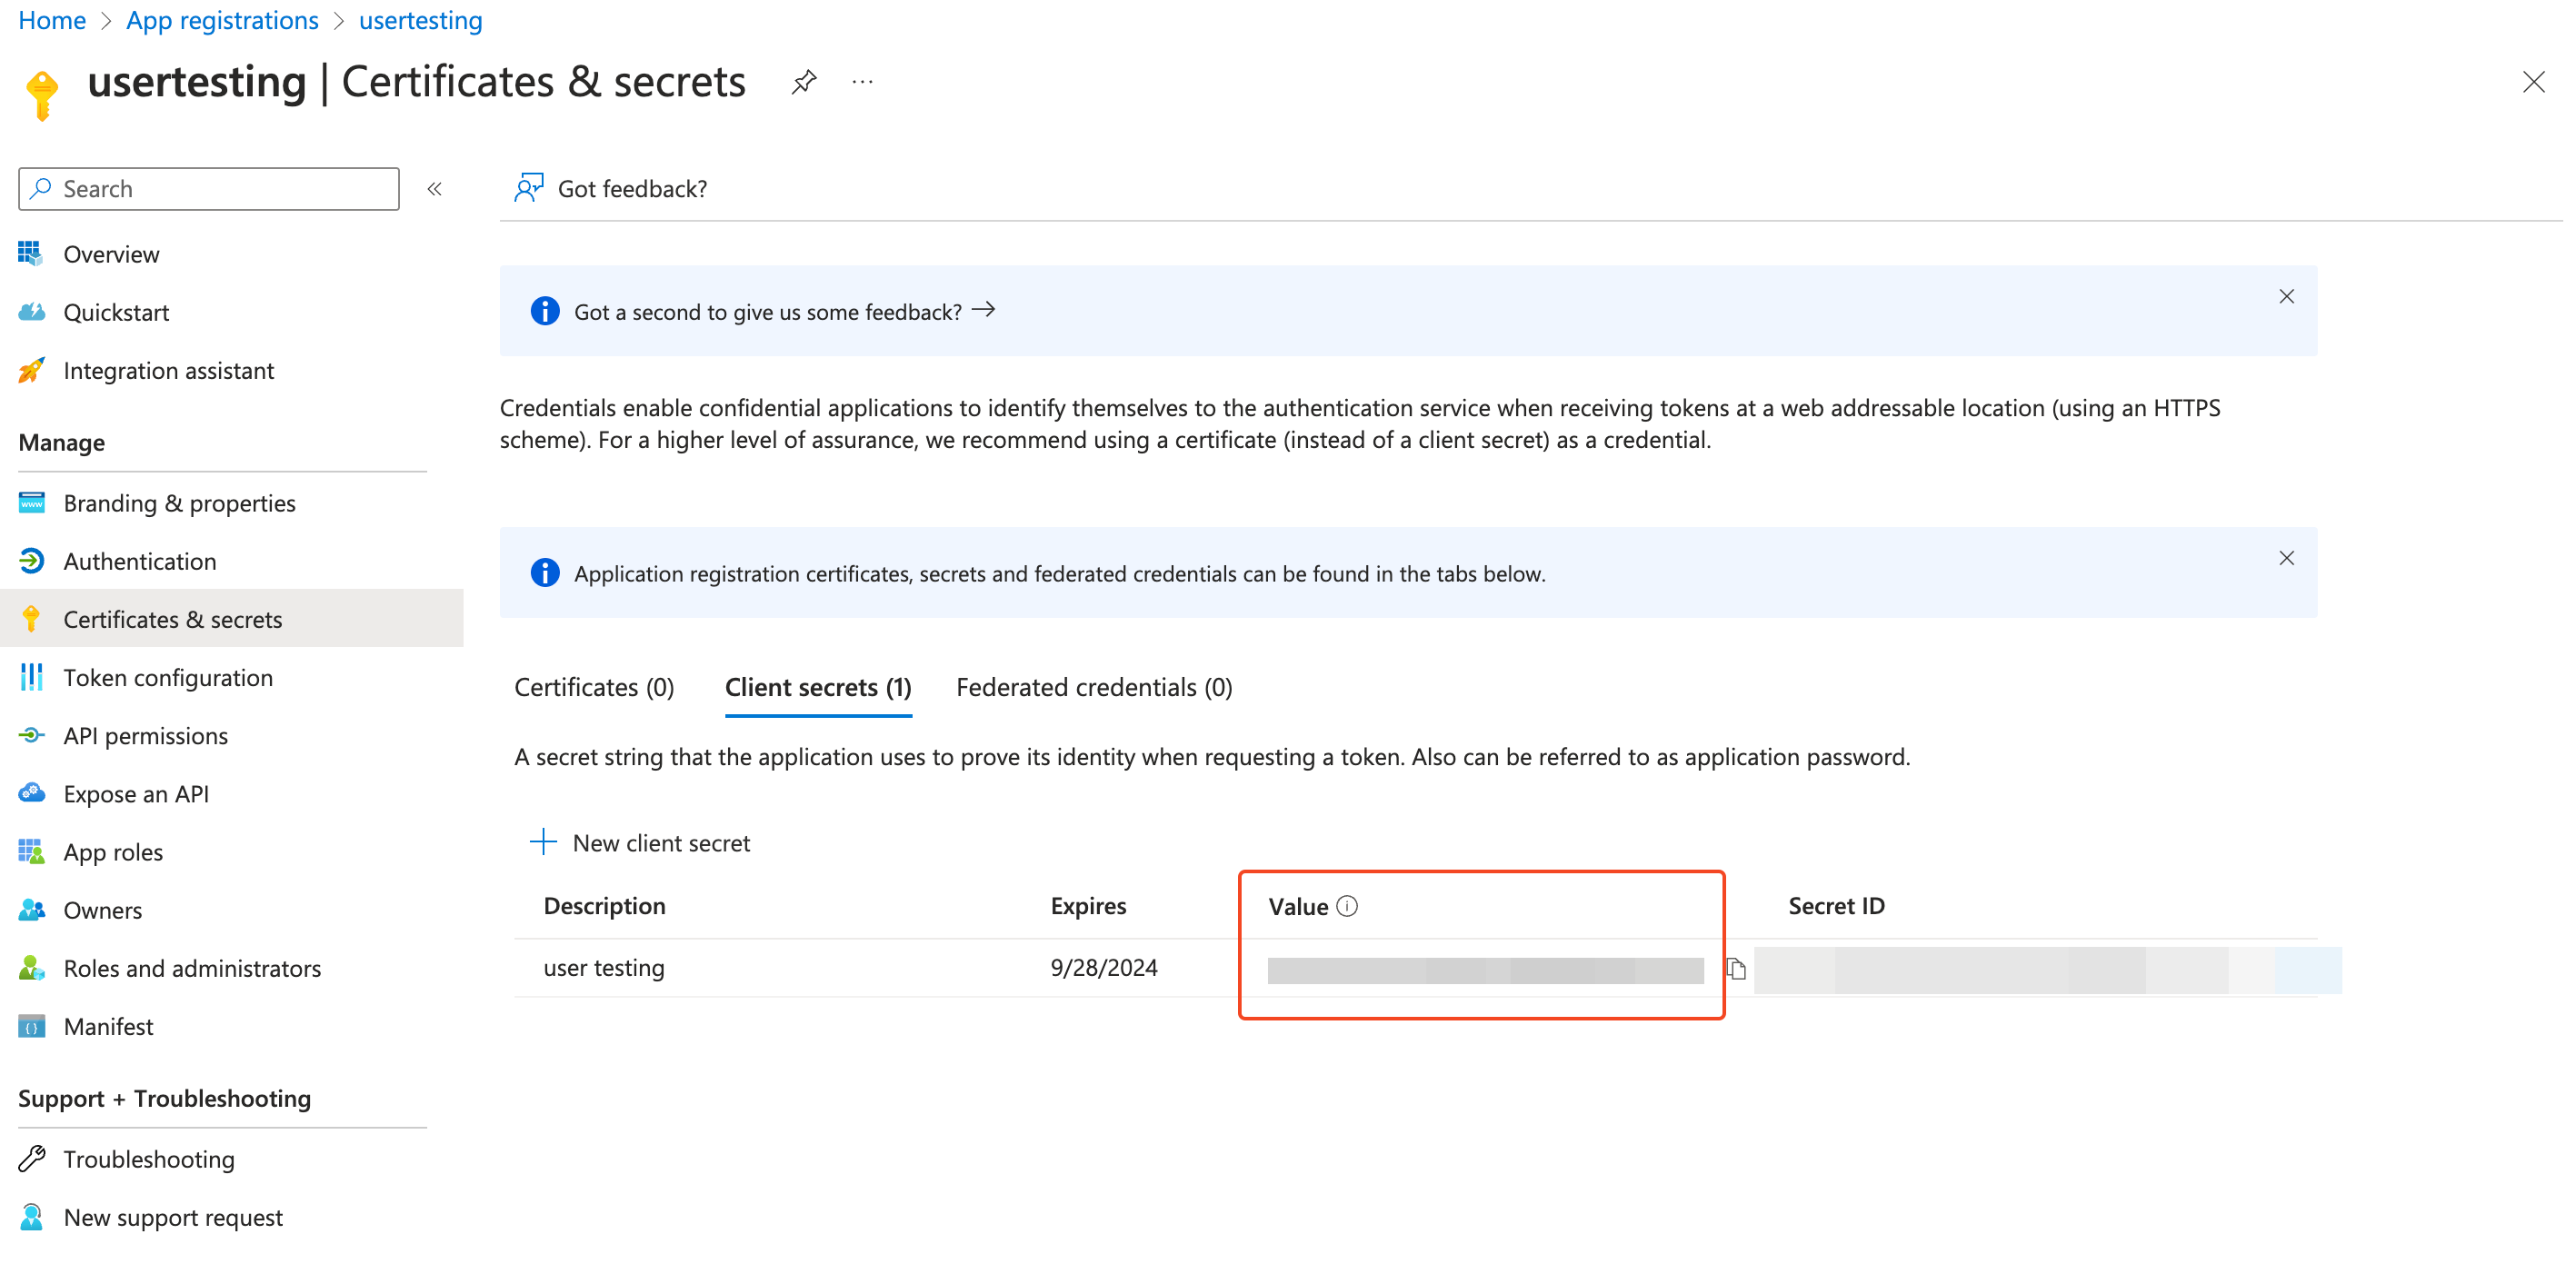 Home > App registrations > usertesting
usertesting | Certificates & secrets
...
Search
«
Got feedback?
Overview
Quickstart
Integration assistant
Manage
Branding & properties
Authentication
Certificates & secrets
Token configuration
API permissions
Expose an API
App roles
Owners
Roles and administrators
Manifest
Support + Troubleshooting
Troubleshooting
New support request
Got a second to give us some feedback? →
Credentials enable confidential applications to identify themselves to the authentication service when receiving tokens at a web addressable location (using an HTTPS
scheme). For a higher level of assurance, we recommend using a certificate (instead of a client secret) as a credential.
Application registration certificates, secrets and federated credentials can be found in the tabs below.
Certificates (0) Client secrets (1) Federated credentials (0)
A secret string that the application uses to prove its identity when requesting a token. Also can be referred to as application password.
New client secret
Description Expires Value Secret ID
user testing 9/28/2024